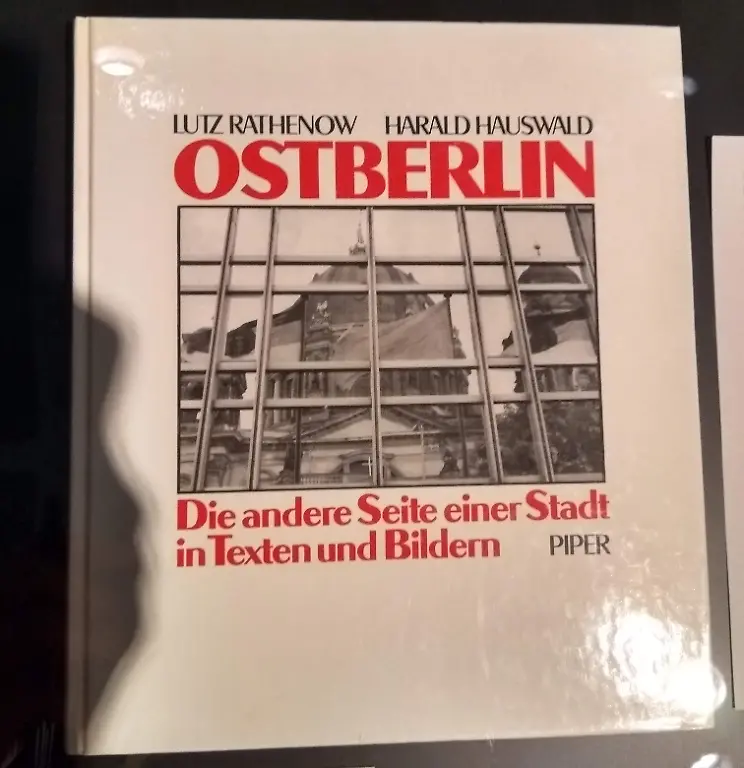 LUTZ RATHENOW HARALD HAUSWALD
OSTBERLIN
Die andere Seite einer Stadt
in Texten und Bildern PIPER